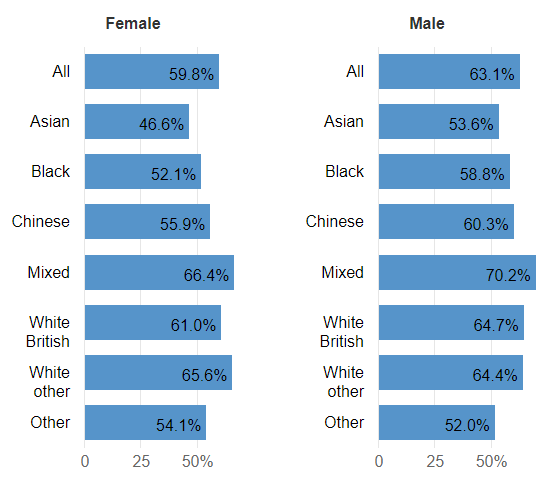 Female
All 59.8%
Asian 46.6%
Black 52.1%
Chinese 55.9%
Mixed 66.4%
White
British 61.0%
White
other 65.6%
Other 54.1%
0 25 50%
Male
All 63.1%
Asian 53.6%
Black 58.8%
Chinese 60.3%
Mixed 70.2%
White
British 64.7%
White
other 64.4%
Other 52.0%
0 25 50%